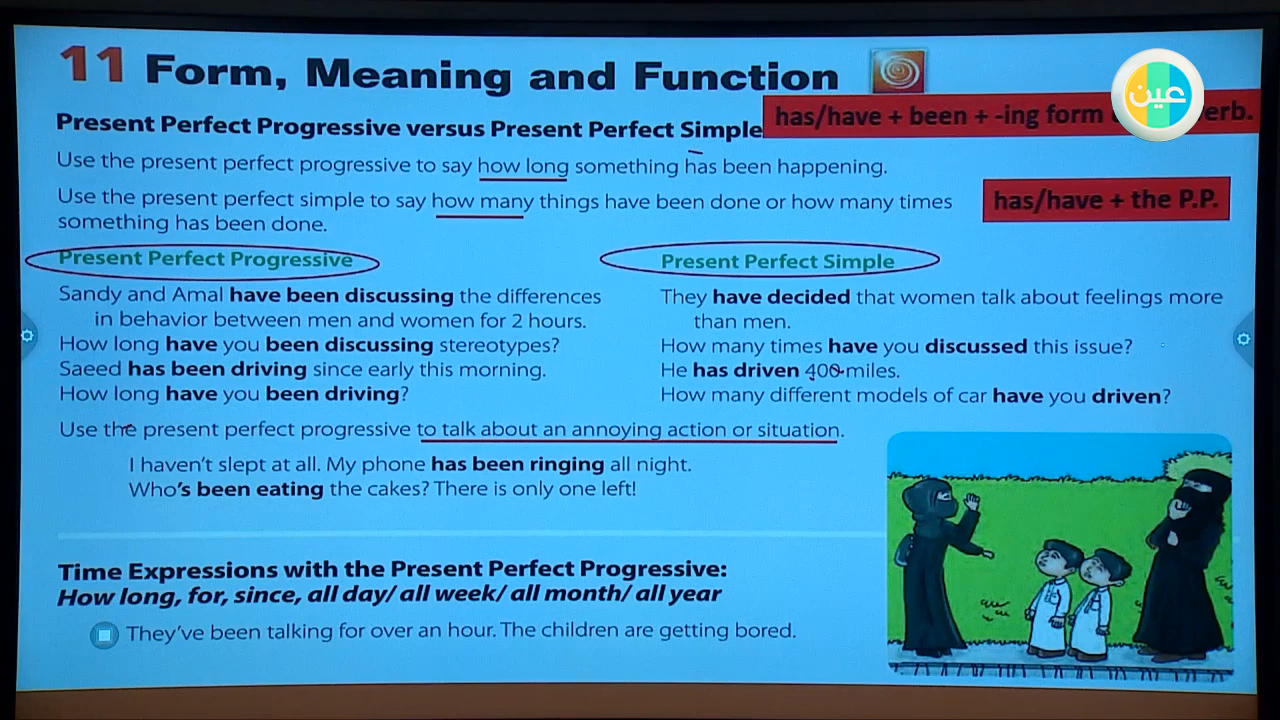 11 Form, Meaning and Function
عين
Present Perfect Progressive versus Present Perfect Simple
has/have + been + -ing form verb.
Use the present perfect progressive to say how long something has been happening.
Use the present perfect simple to say how many things have been done or how many times
has/have + the P.P.
something has been done.
Present Perfect Progressive
Sandy and Amal have been discussing the differences
in behavior between men and women for 2 hours.
How long have you been discussing stereotypes?
Saeed has been driving since early this morning.
How long have you been driving?
Present Perfect Simple
They have decided that women talk about feelings more
than men.
How many times have you discussed this issue?
He has driven 400 miles.
How many different models of car have you driven?
Use the present perfect progressive to talk about an annoying action or situation.
I haven't slept at all. My phone has been ringing all night.
Who's been eating the cakes? There is only one left!
Time Expressions with the Present Perfect Progressive:
How long, for, since, all day/ all week/ all month/ all year
They've been talking for over an hour. The children are getting bored.